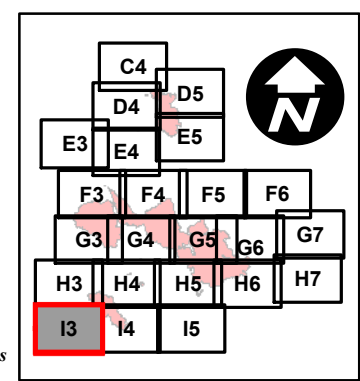 C4
D4 D5
E3 E4 E5
N
F3 F4 F5 F6
G3 G4 G5 G6 G7
H3 H4 H5 H6 H7
I3 I4 I5
s